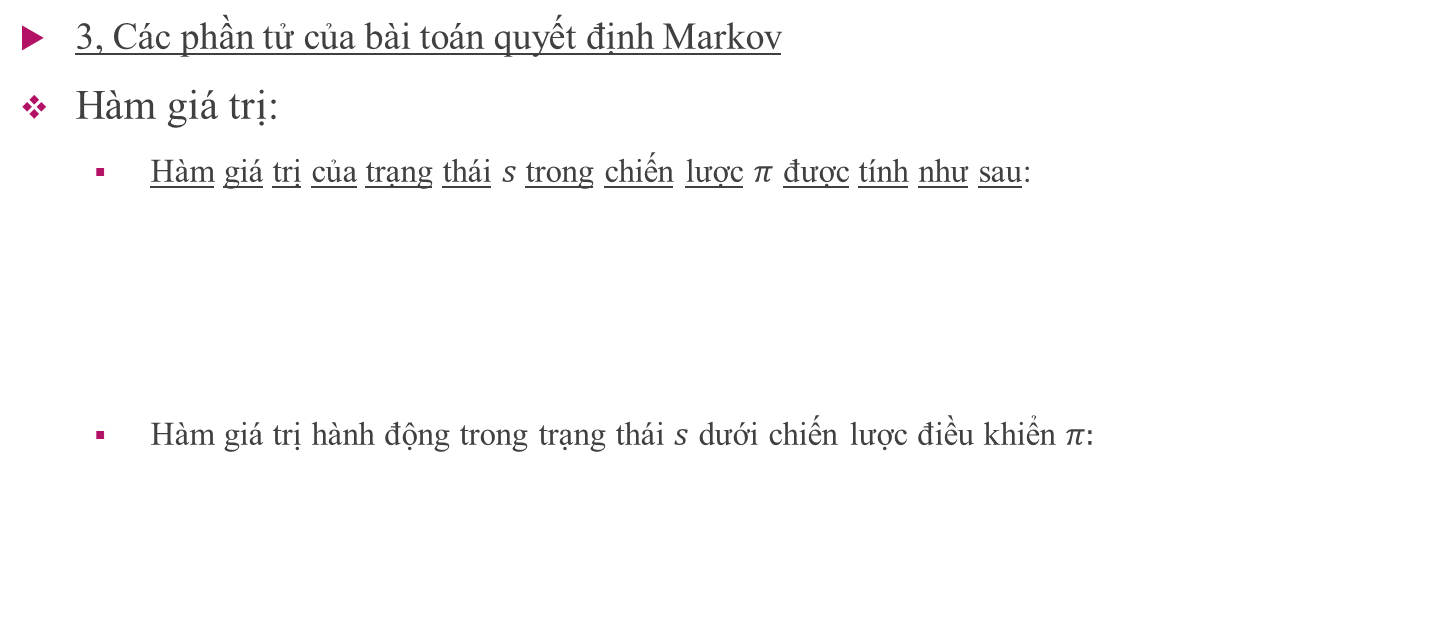 3, Các phần tử của bài toán quyết định Markov
Hàm giá trị:
Hàm giá trị của trạng thái s trong chiến lược π được tính như sau:
Hàm giá trị hành động trong trạng thái s dưới chiến lược điều khiển π: